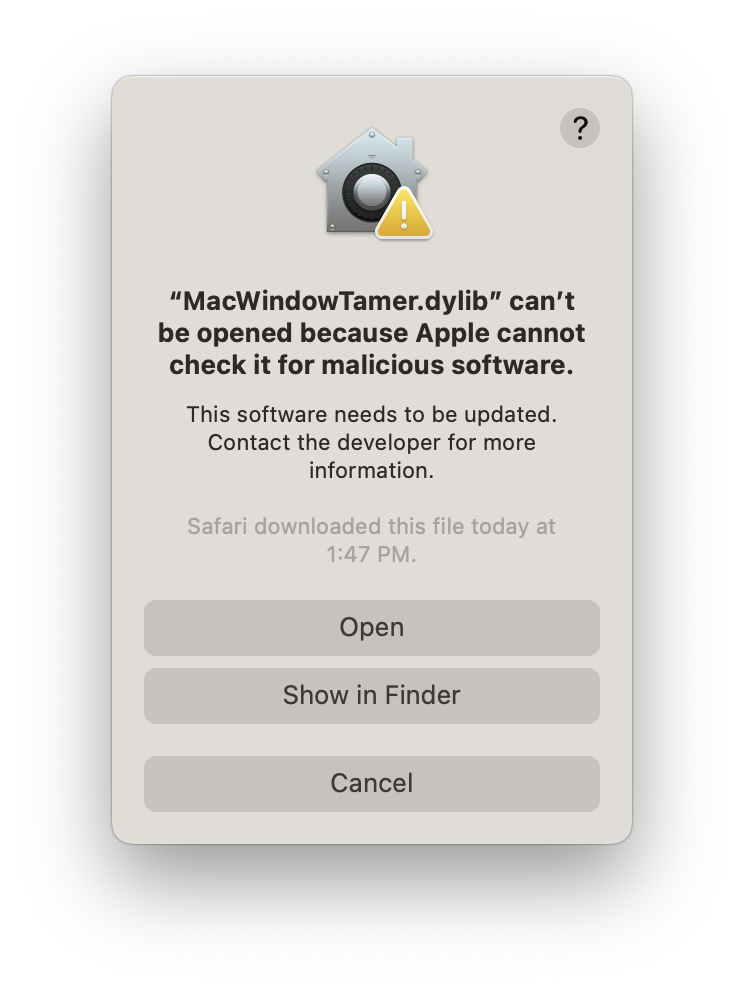 ?
“MacWindowTamer.dylib” can’t
be opened because Apple cannot
check it for malicious software.
This software needs to be updated.
Contact the developer for more
information.
Safari downloaded this file today at
1:47 PM.
Open
Show in Finder
Cancel